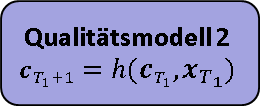 Qualitätsmodell 2
c_{T_1+1} = h(c_{T_1}, x_{T_1})